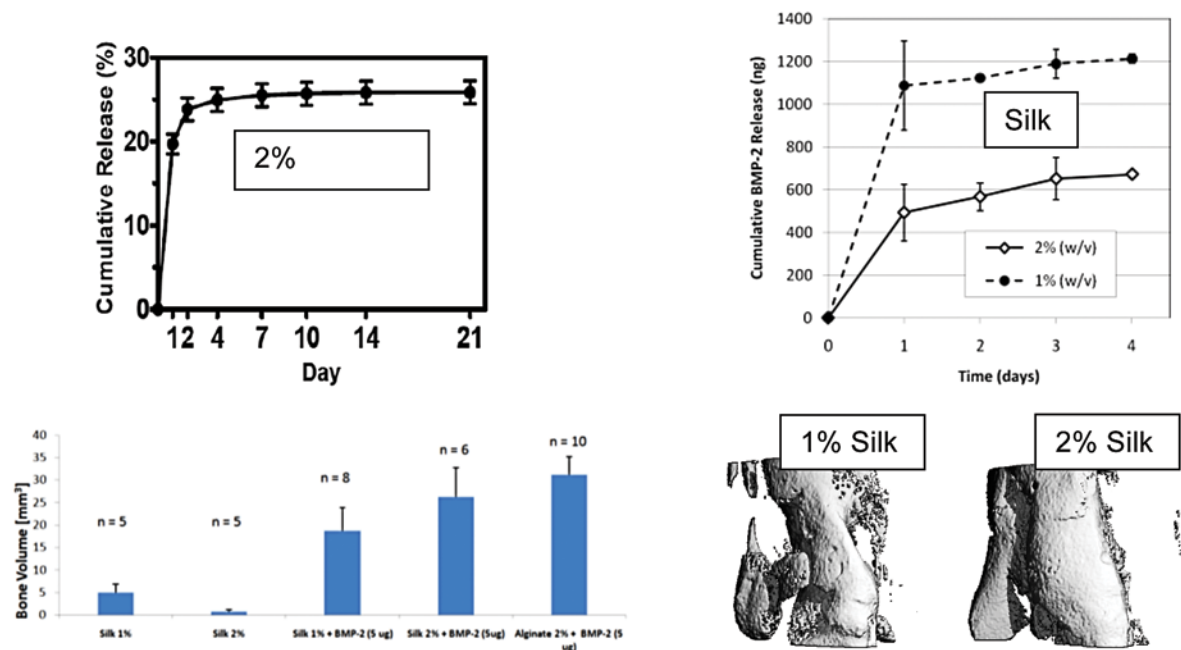 30
20
10
0
Cumulative Release (%)
2%
1 2 4 7 10 14 21
Day
1400
1200
1000
800
600
400
200
0
Cumulative BMP-2 Release (ng)
Silk
2% (w/v)
1% (w/v)
0 1 2 3 4
Time (days)
40
35
30
25
20
15
10
5
0
Bone Volume [mm³]
n = 5
n = 5
n = 8
n = 6
n = 10
Silk 1%
Silk 2%
Silk 1% + BMP-2 (5 ug)
Silk 2% + BMP-2 (5ug)
Alginate 2% + BMP-2 (5
ug)
1% Silk
2% Silk